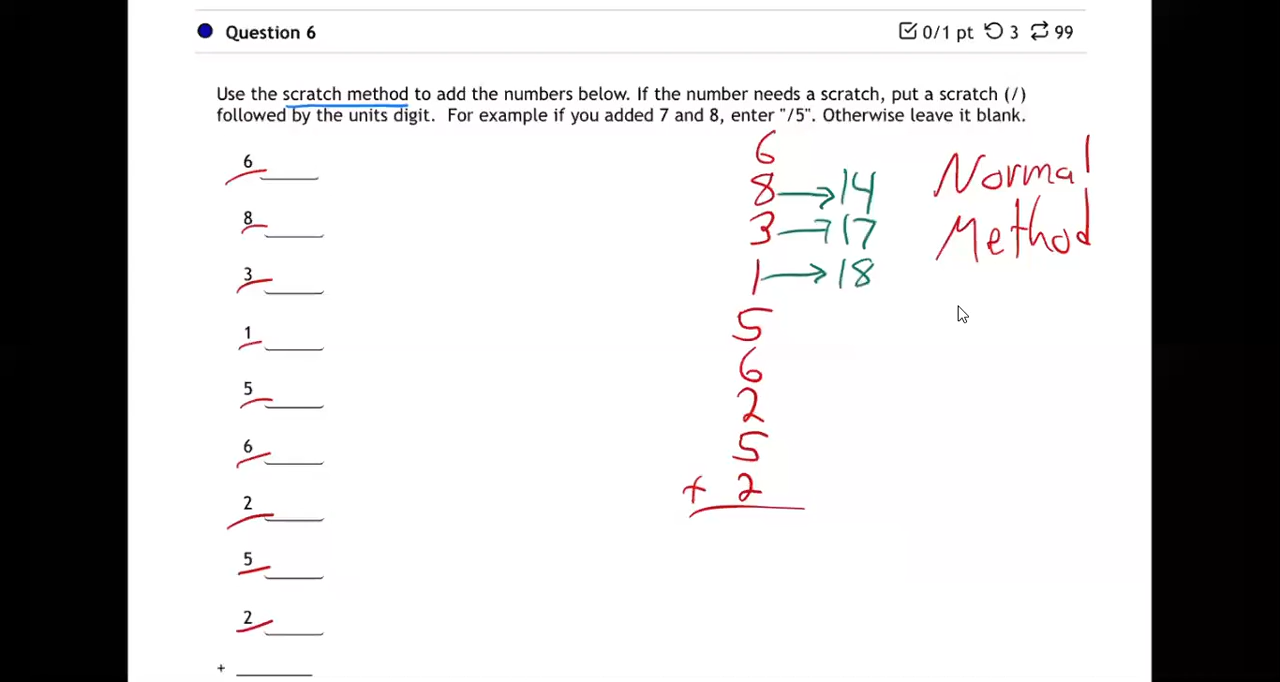 Question 6
0/1 pt 3 99
Use the scratch method to add the numbers below. If the number needs a scratch, put a scratch (/)
followed by the units digit. For example if you added 7 and 8, enter "/5". Otherwise leave it blank.
6
8
3
1
5
6
2
5
2
+
6
8 → 14
3 → 17
1 → 18
5
6
2
5
+ 2
Normal
Method